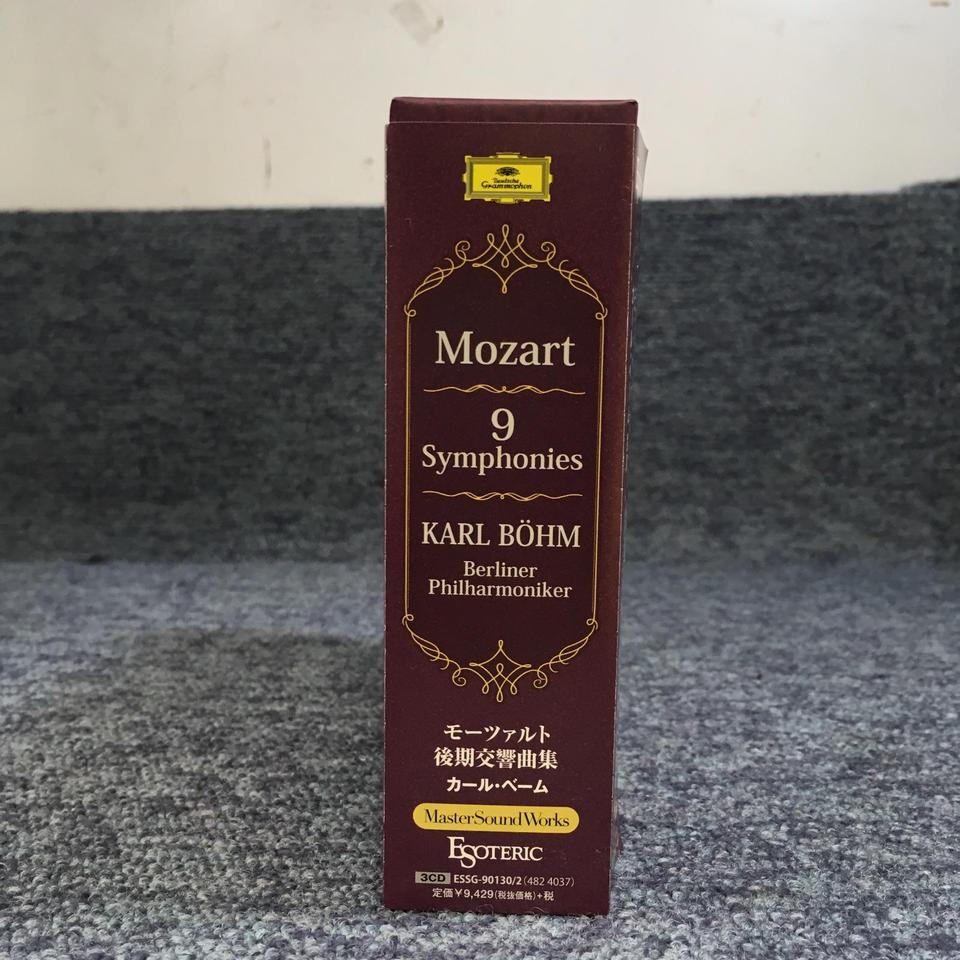 Deutsche
Grammophon
Mozart
9
Symphonies
KARL BÖHM
Berliner
Philharmoniker
モーツァルト
後期交響曲集
カール・ベーム
MasterSoundWorks
ESOTERIC
3CD ESSG-90130/2 (482 4037)
定価￥9,429(税抜価格)+税